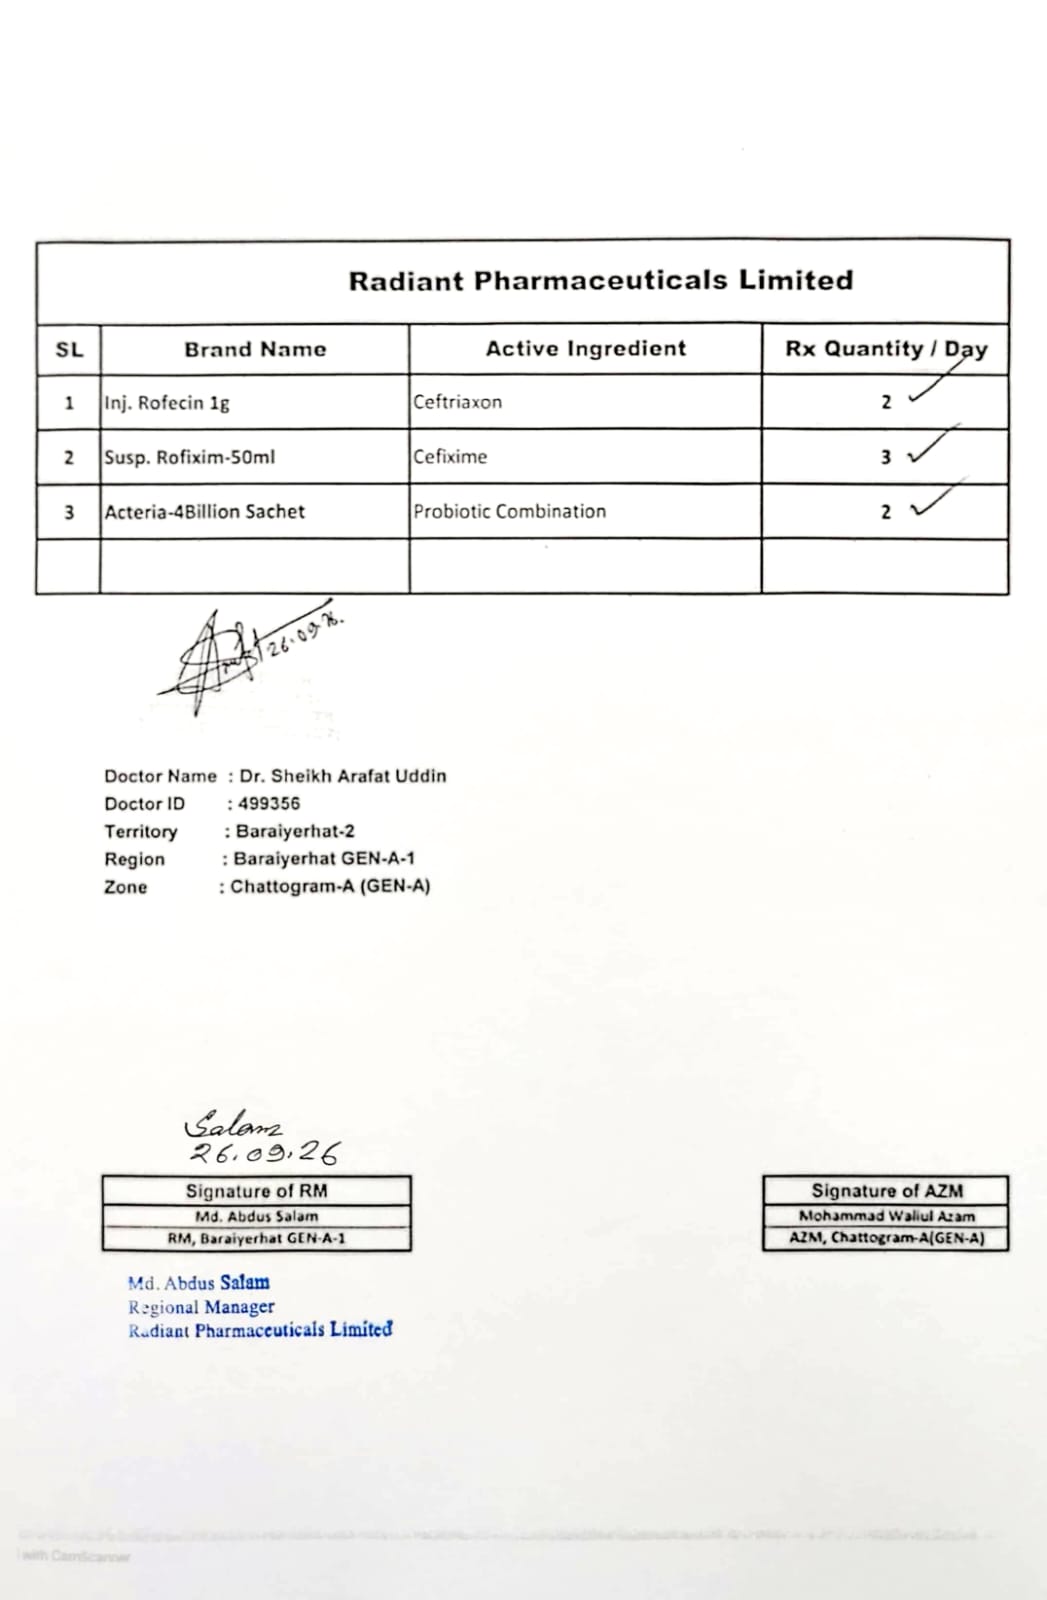 Radiant Pharmaceuticals Limited
SL Brand Name Active Ingredient Rx Quantity / Day
1 Inj. Rofecin 1g Ceftriaxon 2
2 Susp. Rofixim-50ml Cefixime 3
3 Acteria-4Billion Sachet Probiotic Combination 2
26.09.26.
Doctor Name : Dr. Sheikh Arafat Uddin
Doctor ID : 499356
Territory : Baraiyerhat-2
Region : Baraiyerhat GEN-A-1
Zone : Chattogram-A (GEN-A)
Salam
26.09.26
Signature of RM
Md. Abdus Salam
RM, Baraiyerhat GEN-A-1
Signature of AZM
Mohammad Waliul Azam
AZM, Chattogram-A(GEN-A)
Md. Abdus Salam
Regional Manager
Radiant Pharmaceuticals Limited
with CamScanner